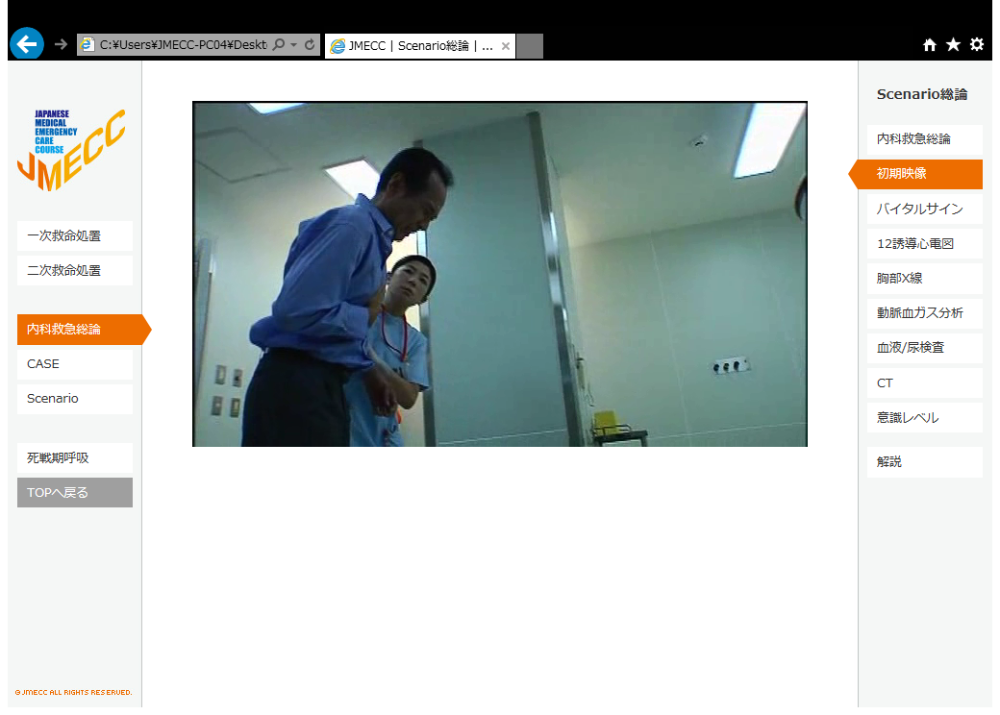 C:¥Users¥JMECC-PC04¥Deskt
JMECC | Scenario総論 | ...
JAPANESE
MEDICAL
EMERGENCY
CARE
COURSE
JMECC
一次救命処置
二次救命処置
内科救急総論
CASE
Scenario
死戦期呼吸
TOPへ戻る
© JMECC ALL RIGHTS RESERVED.
Scenario総論
内科救急総論
初期映像
バイタルサイン
12誘導心電図
胸部X線
動脈血ガス分析
血液/尿検査
CT
意識レベル
解説